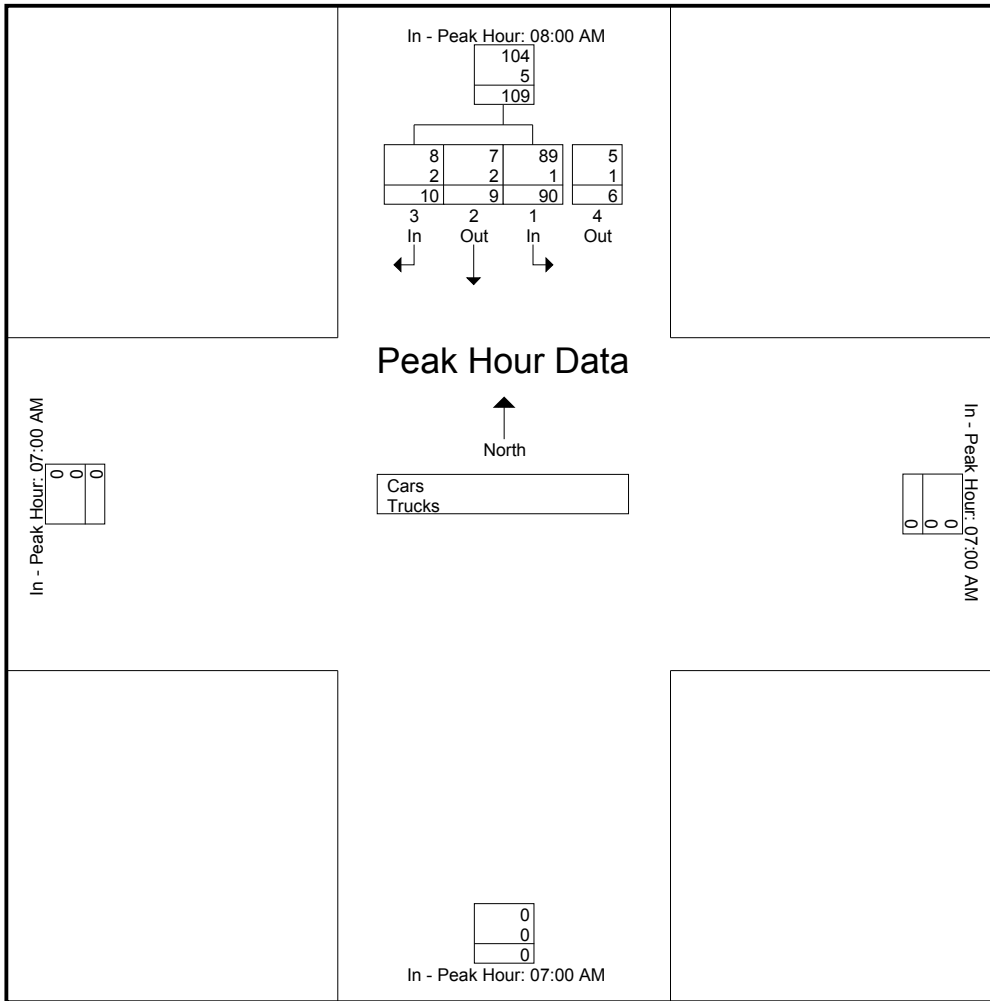 In - Peak Hour: 08:00 AM
104
5
109
8 7 89 5
2 2 1 1
10 9 90 6
3 2 1 4
In Out In Out
Peak Hour Data
North
In - Peak Hour: 07:00 AM
0 0 0
Cars
Trucks
0 0 0
In - Peak Hour: 07:00 AM
0
0
0
In - Peak Hour: 07:00 AM